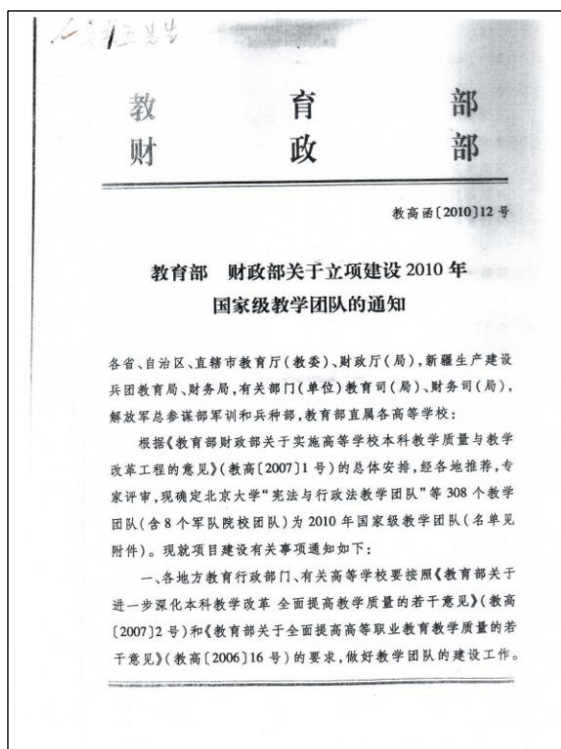 教育部
财政部
教高函〔2010〕12号
教育部 财政部关于立项建设2010年
国家级教学团队的通知
各省、自治区、直辖市教育厅(教委)、财政厅(局),新疆生产建设
兵团教育局、财务局,有关部门(单位)教育司(局)、财务司(局),
解放军总参谋部军训和兵种部,教育部直属各高等学校:
根据《教育部财政部关于实施高等学校本科教学质量与教学
改革工程的意见》(教高〔2007〕1号)的总体安排,经各地推荐,专
家评审,现确定北京大学“宪法与行政法教学团队”等308个教学
团队(含8个军队院校团队)为2010年国家级教学团队(名单见
附件)。现就项目建设有关事项通知如下:
一、各地方教育行政部门、有关高等学校要按照《教育部关于
进一步深化本科教学改革 全面提高教学质量的若干意见》(教高
〔2007〕2号)和《教育部关于全面提高高等职业教育教学质量的若
干意见》(教高〔2006〕16号)的要求,做好教学团队的建设工作。